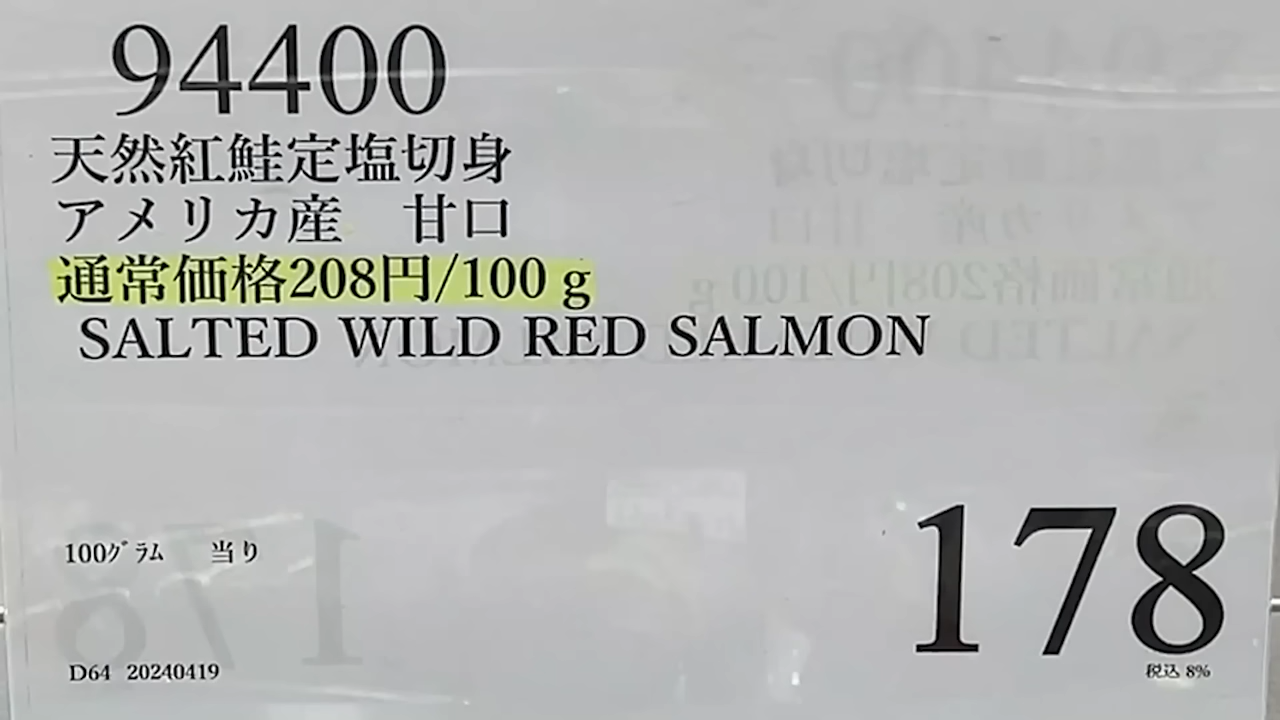 94400
天然紅鮭定塩切身
アメリカ産　甘口
通常価格208円/100 g
SALTED WILD RED SALMON
100ｸﾞﾗﾑ　当り
178
税込 8%
D64 20240419